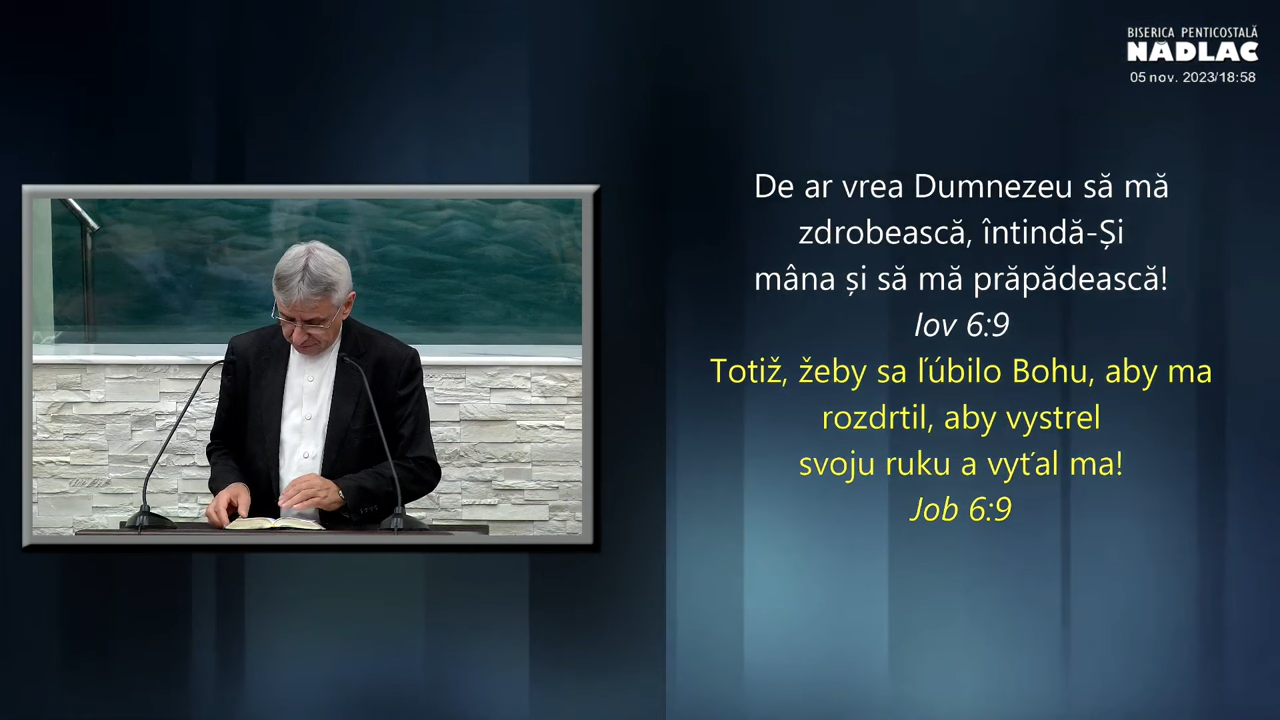 BISERICA PENTICOSTALĂ
NĂDLAC
05 nov. 2023/18:58
De ar vrea Dumnezeu să mă
zdrobească, întindă-Și
mâna și să mă prăpădească!
Iov 6:9
Totiž, žeby sa ľúbilo Bohu, aby ma
rozdrtil, aby vystrel
svoju ruku a vyťal ma!
Job 6:9